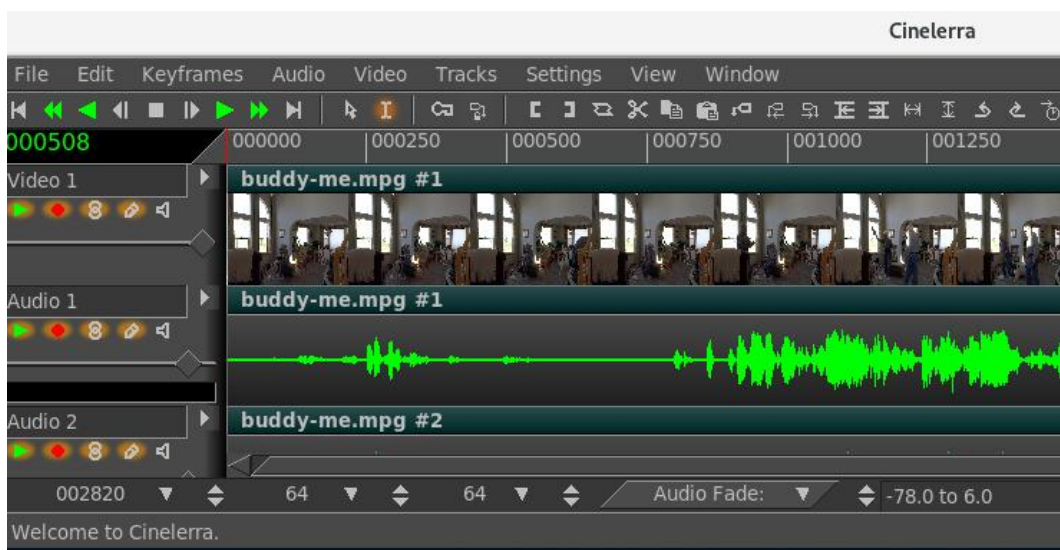 Cinelerra
File Edit Keyframes Audio Video Tracks Settings View Window
000508 000000 000250 000500 000750 001000 001250
Video 1 buddy-me.mpg #1
Audio 1 buddy-me.mpg #1
Audio 2 buddy-me.mpg #2
002820 64 64 Audio Fade: -78.0 to 6.0
Welcome to Cinelerra.